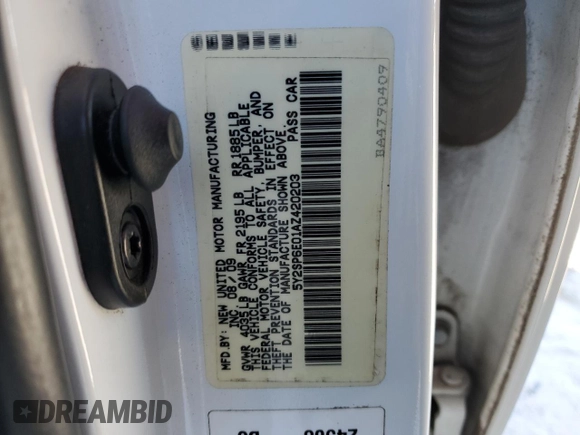 MFD.BY: NEW UNITED MOTOR MANUFACTURING
INC. 08/09
GVWR 4035LB GAWR FR 2195LB RR 1885LB
THIS VEHICLE CONFORMS TO ALL APPLICABLE
FEDERAL MOTOR VEHICLE SAFETY, BUMPER, AND
THEFT PREVENTION STANDARDS IN EFFECT ON
THE DATE OF MANUFACTURE SHOWN ABOVE.
5Y2SP6E01AZ420203 PASS CAR
BA4790409
DREAMBID